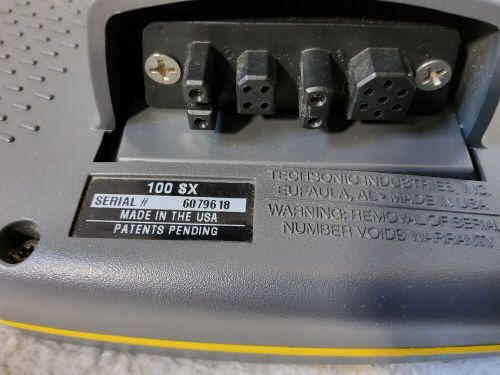 100 SX
SERIAL # 6079618
MADE IN THE USA
PATENTS PENDING
TECHSONIC INDUSTRIES, INC.
EUFAULA, AL • MADE IN U.S.A.
WARNING: REMOVAL OF SERIAL
NUMBER VOIDS WARRANTY